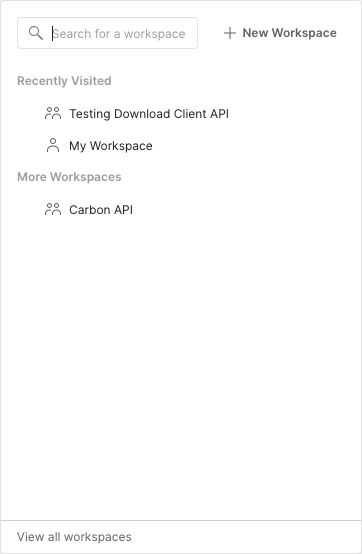 Search for a workspace
New Workspace
Recently Visited
Testing Download Client API
My Workspace
More Workspaces
Carbon API
View all workspaces